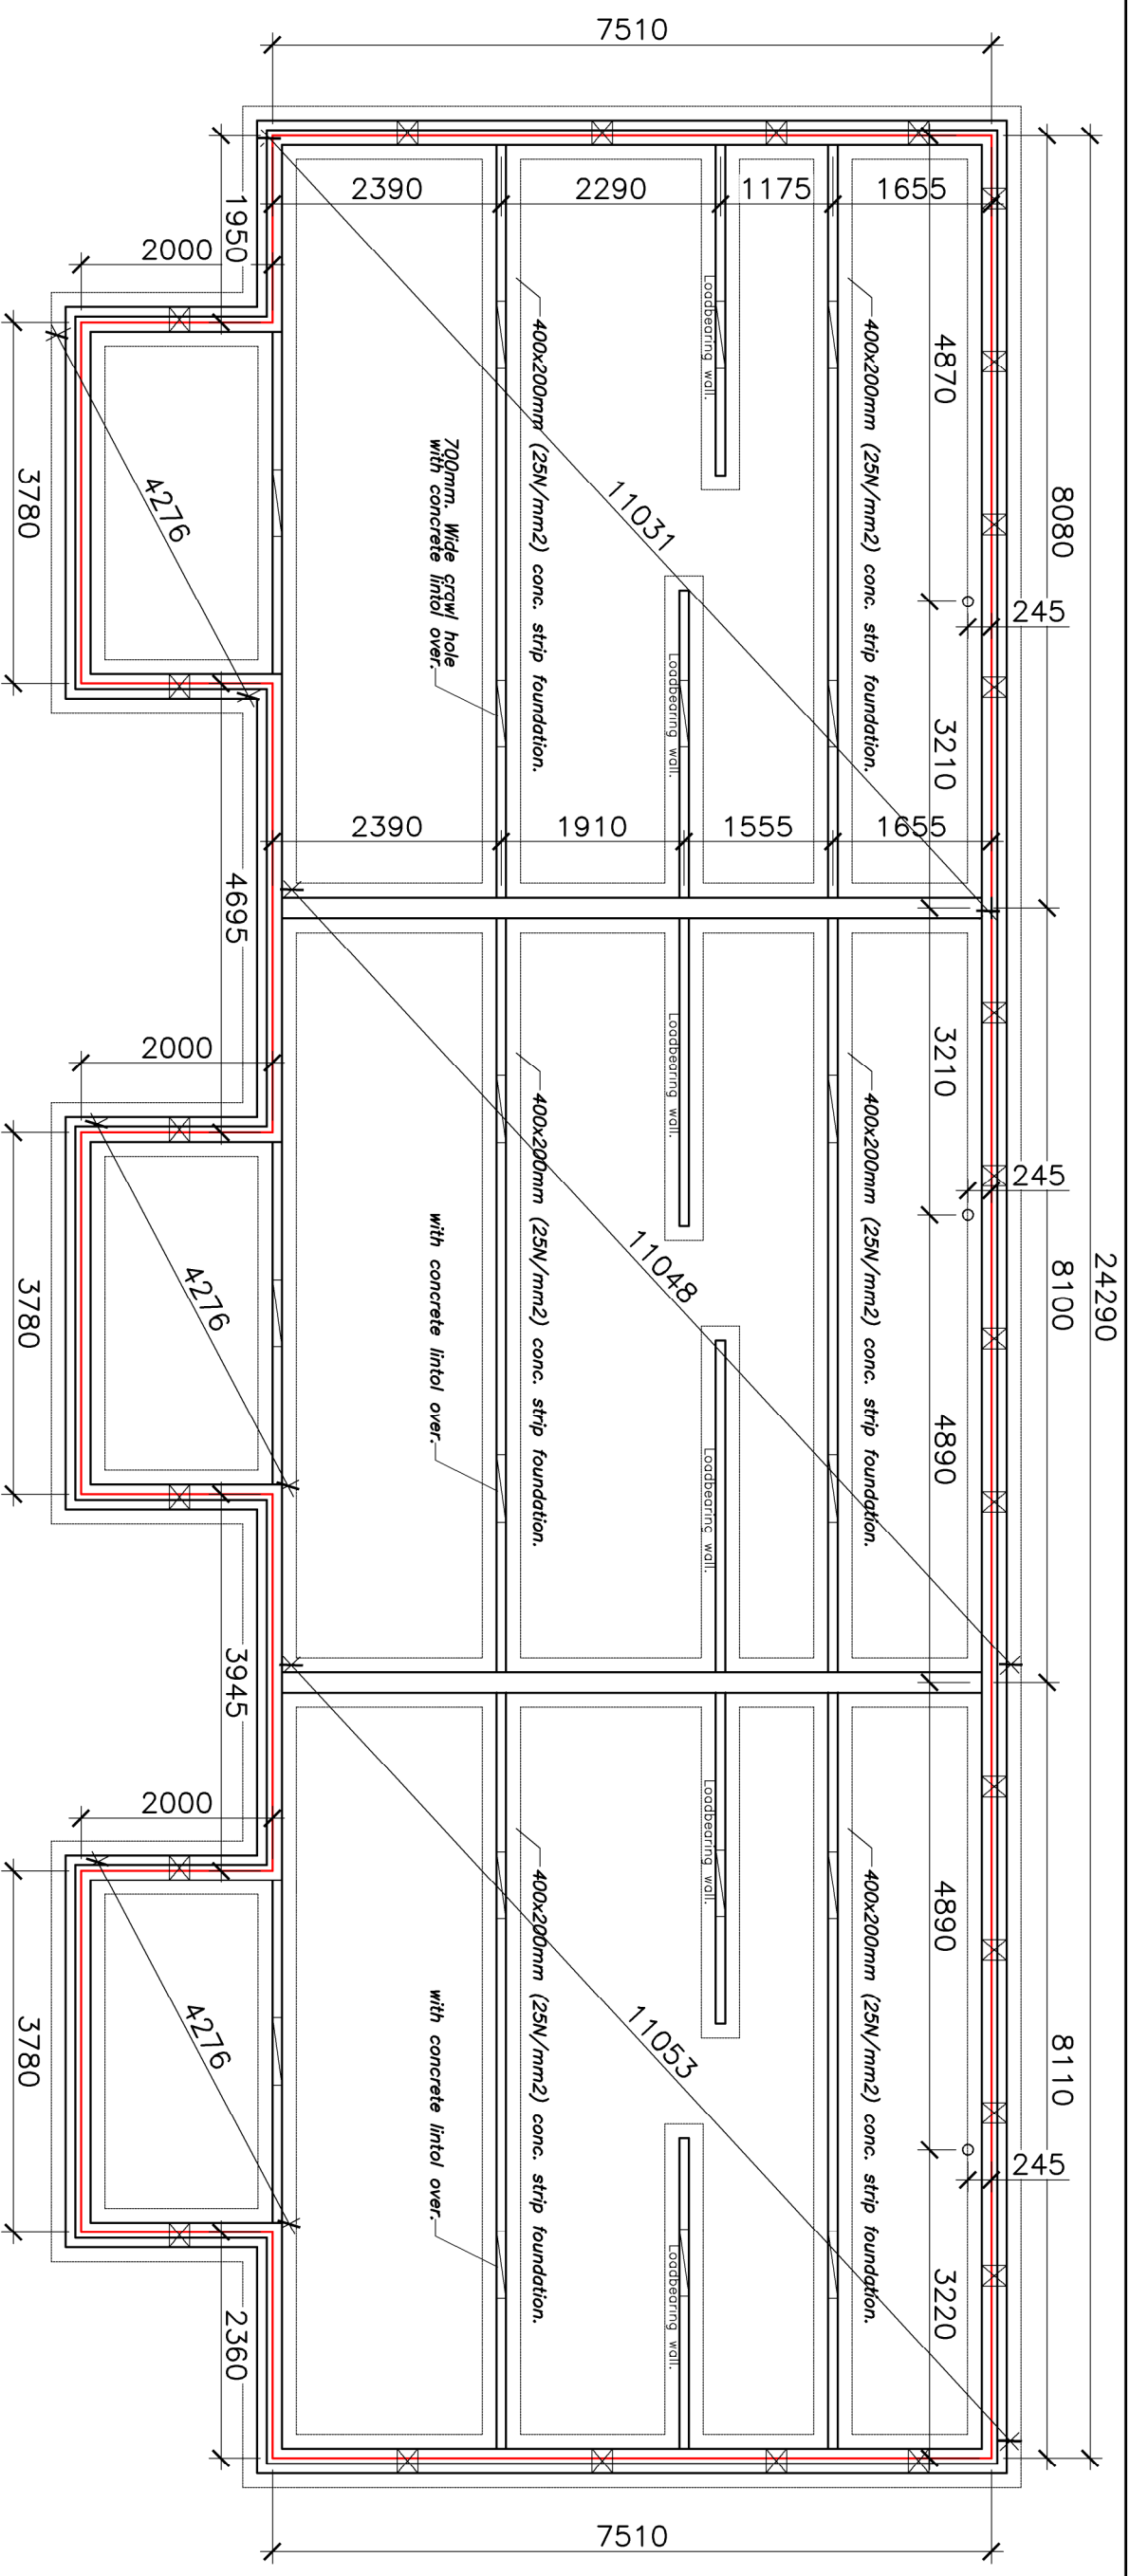 24290
8080
8100
8110
245
245
245
4870
3210
3210
4890
4890
3220
7510
7510
1655
1175
2290
2390
1655
1555
1910
2390
400x200mm (25N/mm2) conc. strip foundation.
400x200mm (25N/mm2) conc. strip foundation.
400x200mm (25N/mm2) conc. strip foundation.
Loadbearing wall.
Loadbearing wall.
Loadbearing wall.
Loadbearing wall.
Loadbearing wall.
Loadbearing wall.
11031
11048
11053
400x200mm (25N/mm2) conc. strip foundation.
400x200mm (25N/mm2) conc. strip foundation.
400x200mm (25N/mm2) conc. strip foundation.
700mm. Wide crawl hole
with concrete lintol over.
with concrete lintol over.
with concrete lintol over.
1950
4695
3945
2360
2000
2000
2000
4276
4276
4276
3780
3780
3780